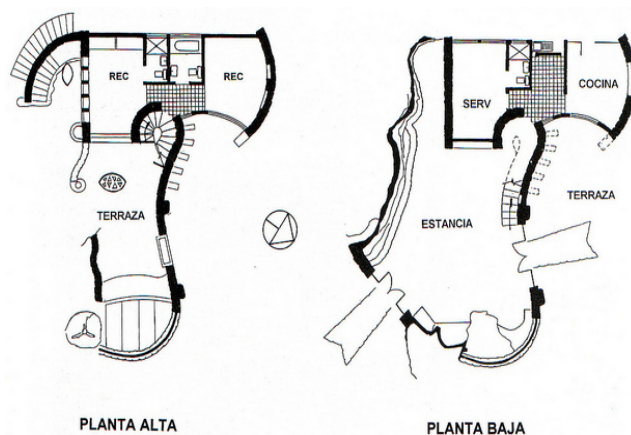 REC
REC
TERRAZA
PLANTA ALTA
SERV
COCINA
ESTANCIA
TERRAZA
PLANTA BAJA